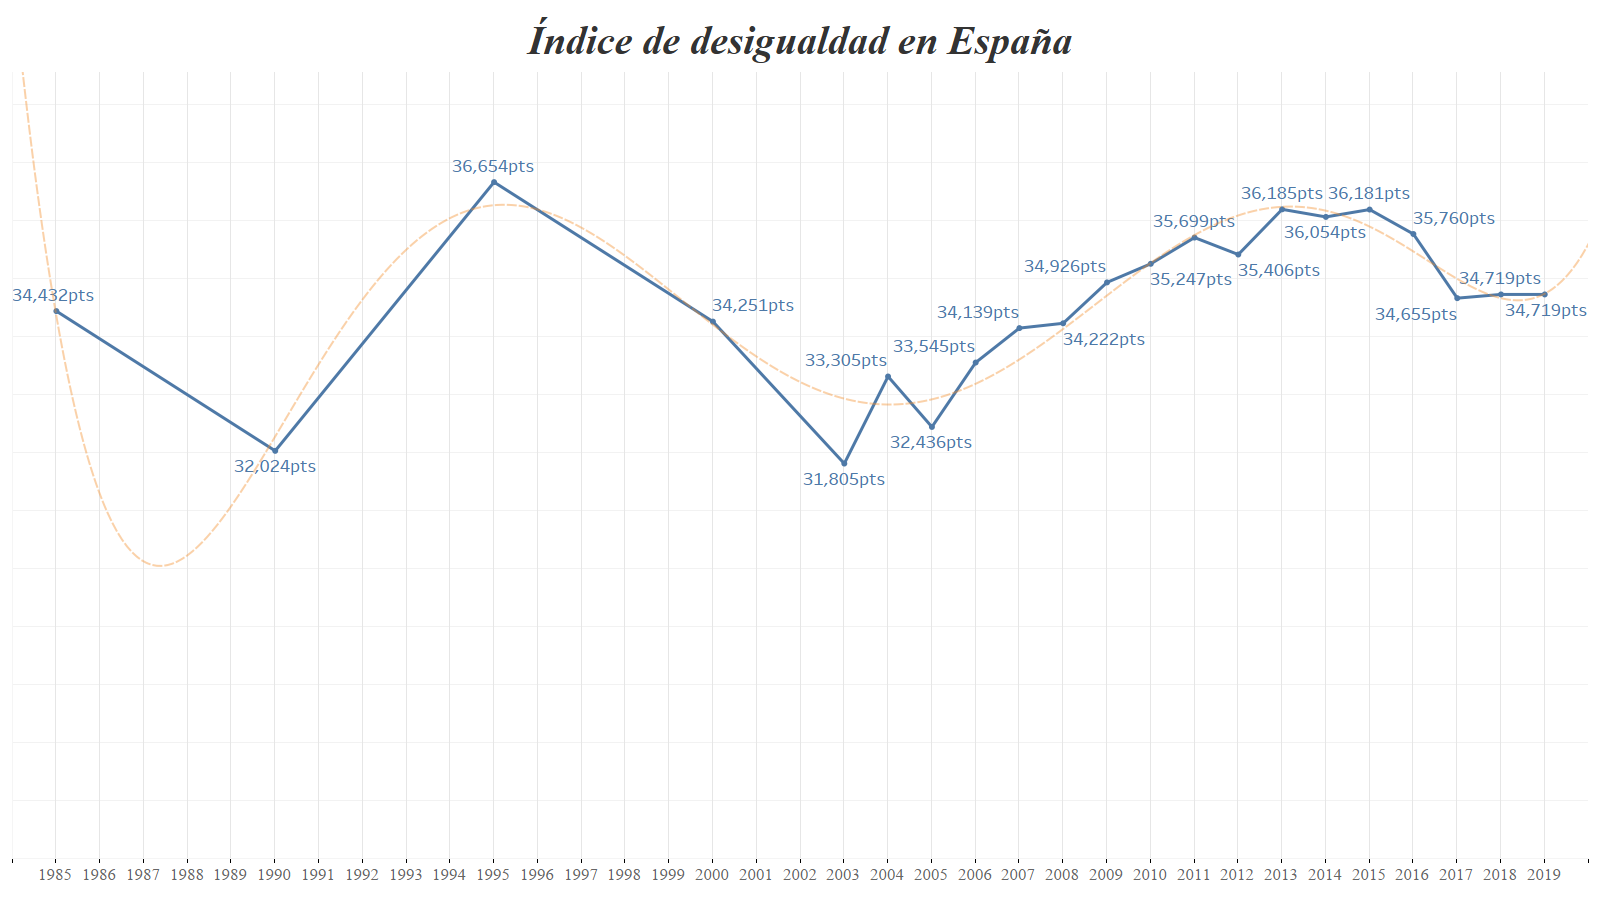 Índice de desigualdad en España
36,654pts
36,185pts 36,181pts
35,699pts
35,760pts
36,054pts
34,926pts
35,406pts
35,247pts
34,719pts
34,432pts
34,251pts
34,139pts
34,719pts
34,655pts
34,222pts
33,545pts
33,305pts
32,436pts
32,024pts
31,805pts
1985 1986 1987 1988 1989 1990 1991 1992 1993 1994 1995 1996 1997 1998 1999 2000 2001 2002 2003 2004 2005 2006 2007 2008 2009 2010 2011 2012 2013 2014 2015 2016 2017 2018 2019